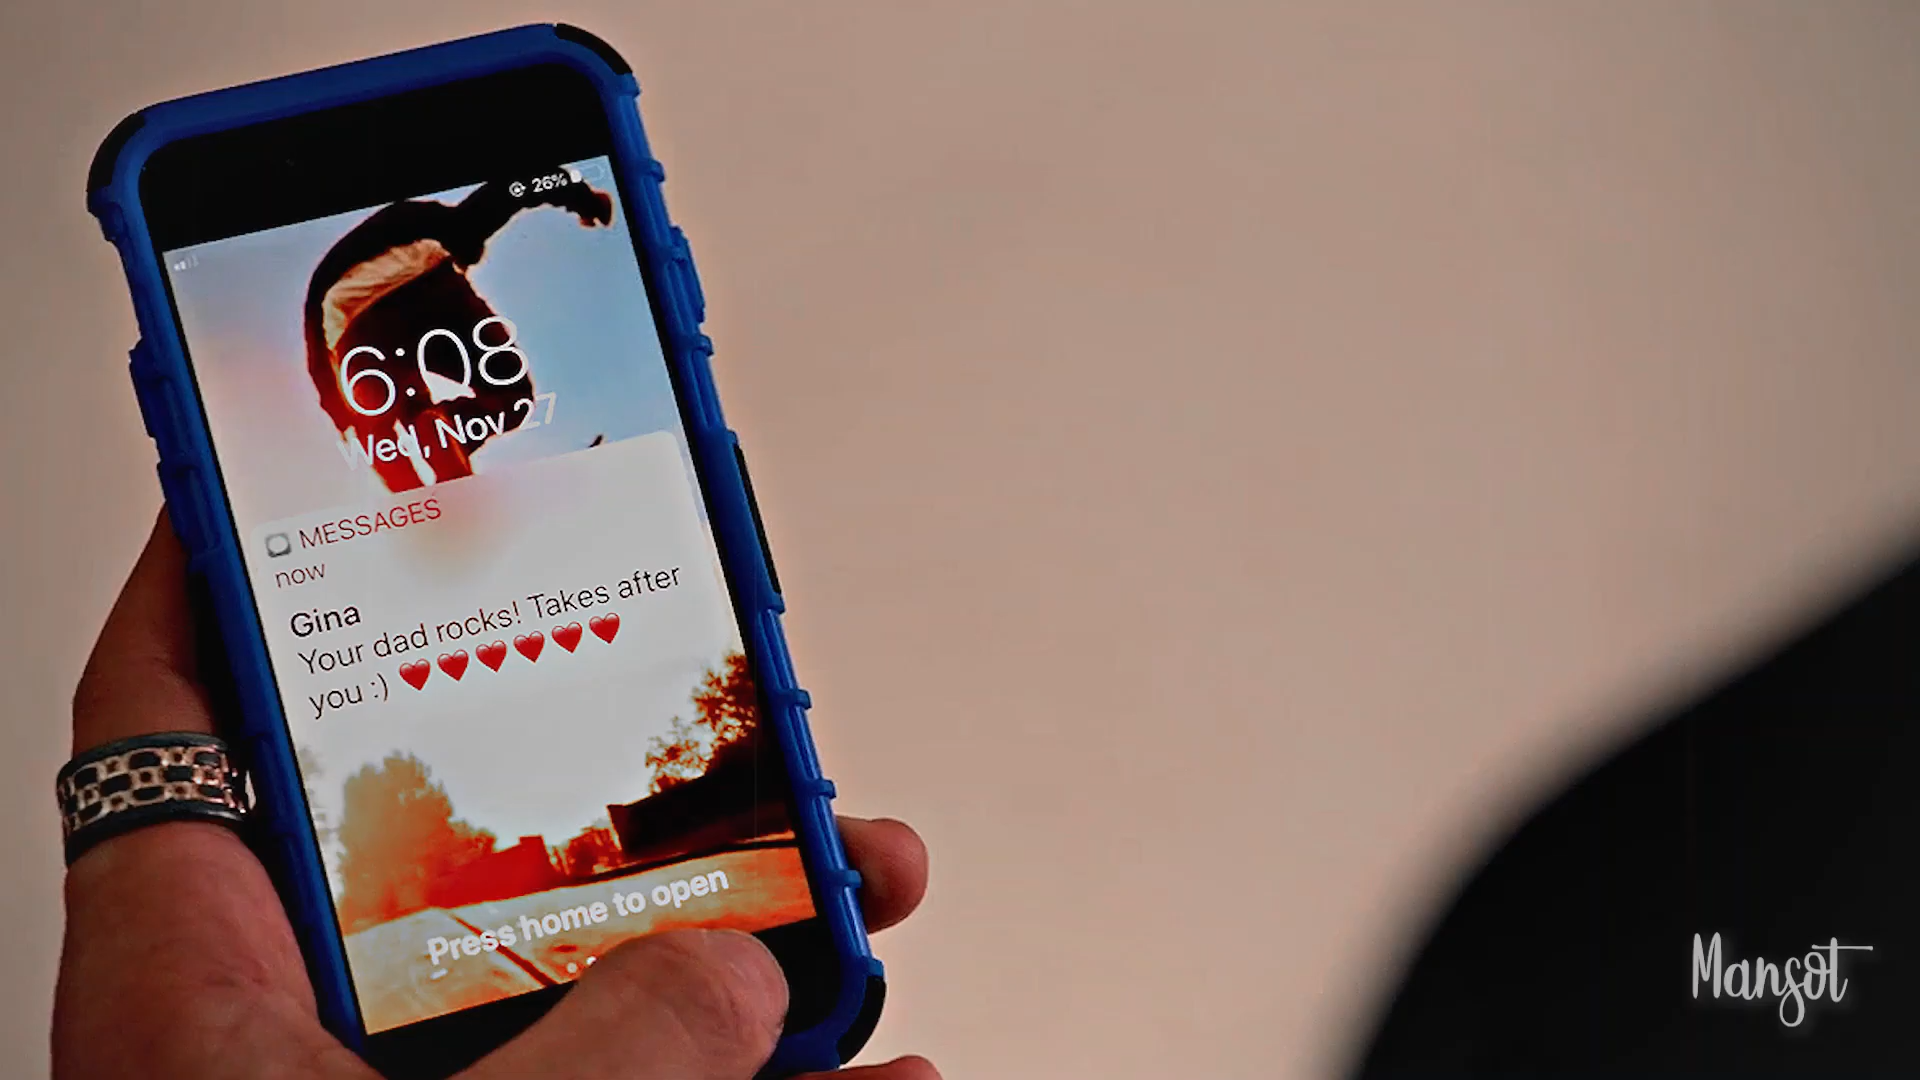 26%
6:08
Wed, Nov 27
MESSAGES
now
Gina
Your dad rocks! Takes after
you :) ❤️❤️❤️❤️❤️❤️
Press home to open
Mansot